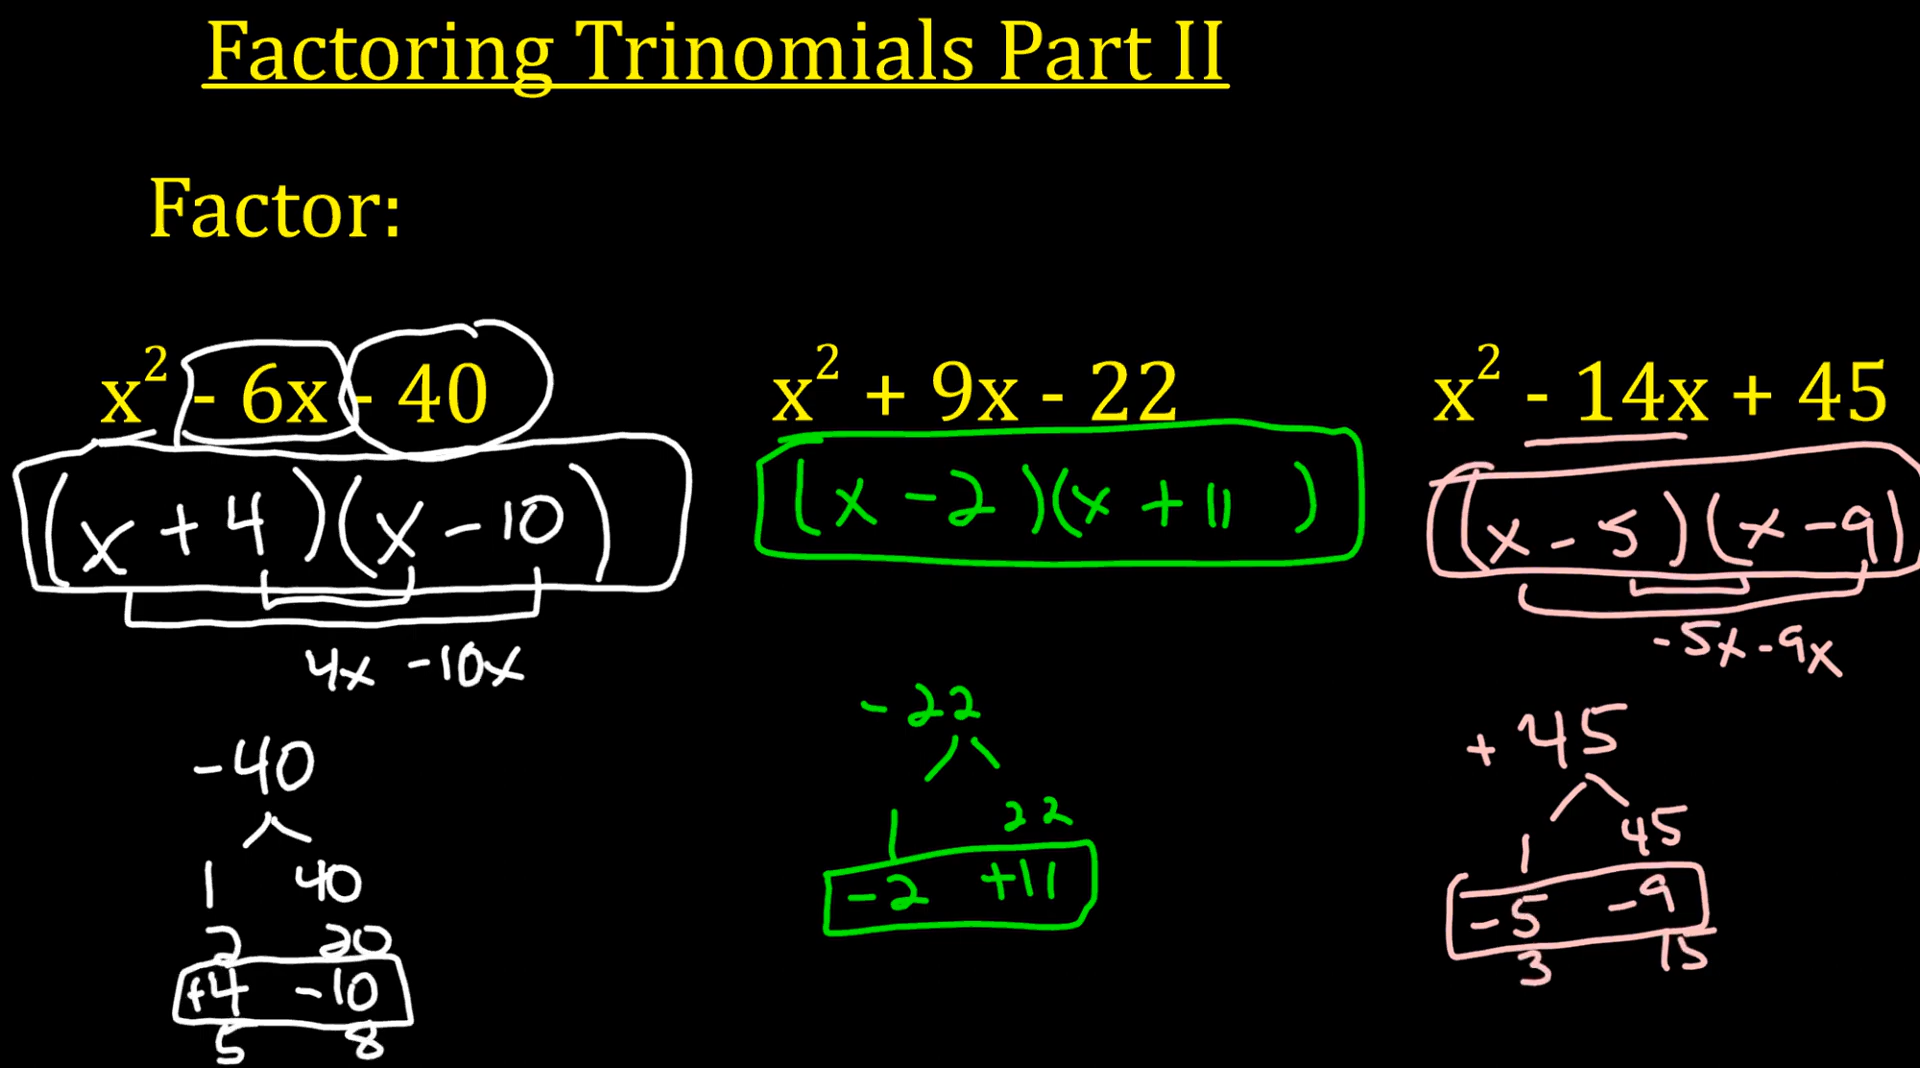 Factoring Trinomials Part II
Factor:
x² - 6x - 40
x² + 9x - 22
x² - 14x + 45
(x + 4)(x - 10)
(x - 2)(x + 11)
(x - 5)(x - 9)
4x -10x
-5x -9x
-40
1 40
2 20
+4 -10
5 8
-22
1 22
-2 +11
+45
1 45
-5 -9
3 15